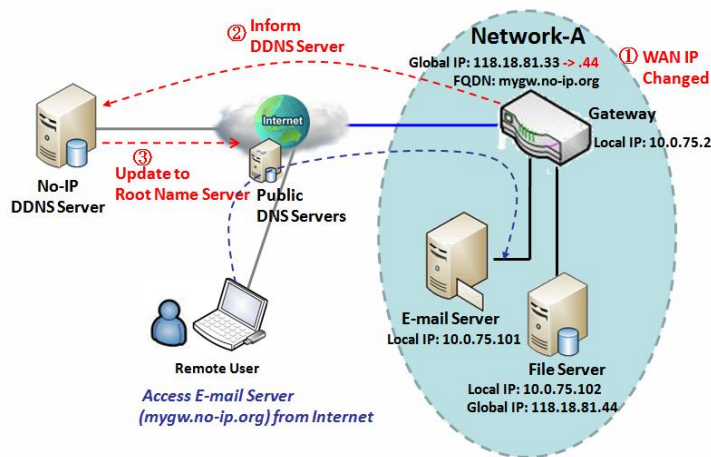 ② Inform
DDNS Server
Network-A
Global IP: 118.18.81.33 -> .44
FQDN: mygw.no-ip.org
① WAN IP
Changed
Gateway
Local IP: 10.0.75.2
Internet
③
Update to
Root Name Server
No-IP
DDNS Server
Public
DNS Servers
E-mail Server
Local IP: 10.0.75.101
File Server
Local IP: 10.0.75.102
Global IP: 118.18.81.44
Remote User
Access E-mail Server
(mygw.no-ip.org) from Internet